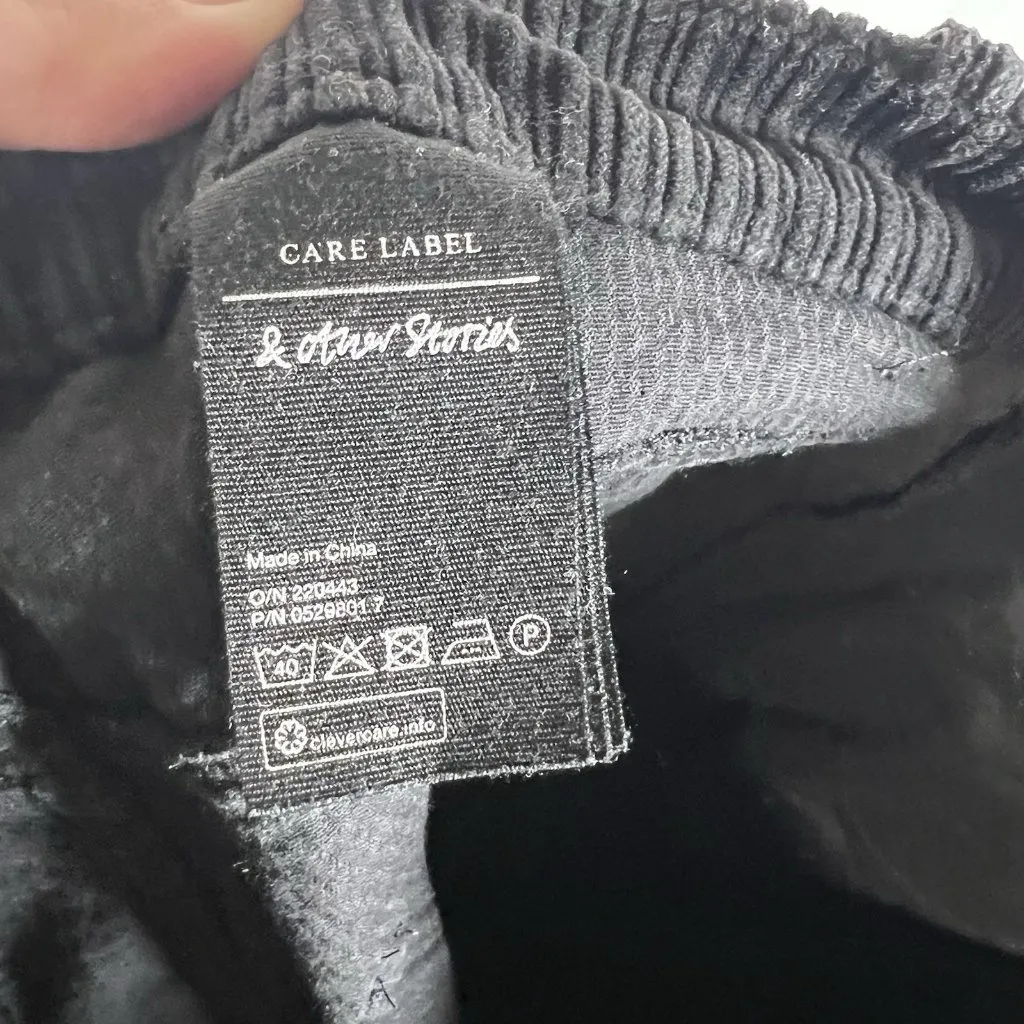 CARE LABEL
& other Stories
Made in China
O/N 220443
P/N 0529801 7
40
P
clevercare.info
A